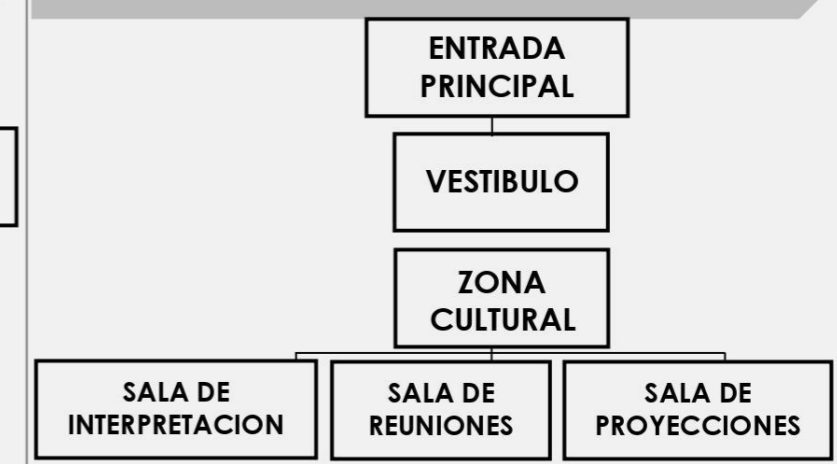 ENTRADA
PRINCIPAL
VESTIBULO
ZONA
CULTURAL
SALA DE
INTERPRETACION
SALA DE
REUNIONES
SALA DE
PROYECCIONES